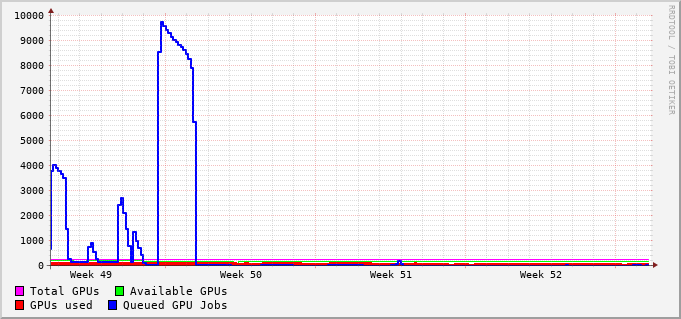 10000
9000
8000
7000
6000
5000
4000
3000
2000
1000
0
Week 49 Week 50 Week 51 Week 52
Total GPUs Available GPUs
GPUs used Queued GPU Jobs
RRDTOOL / TOBI OETIKER